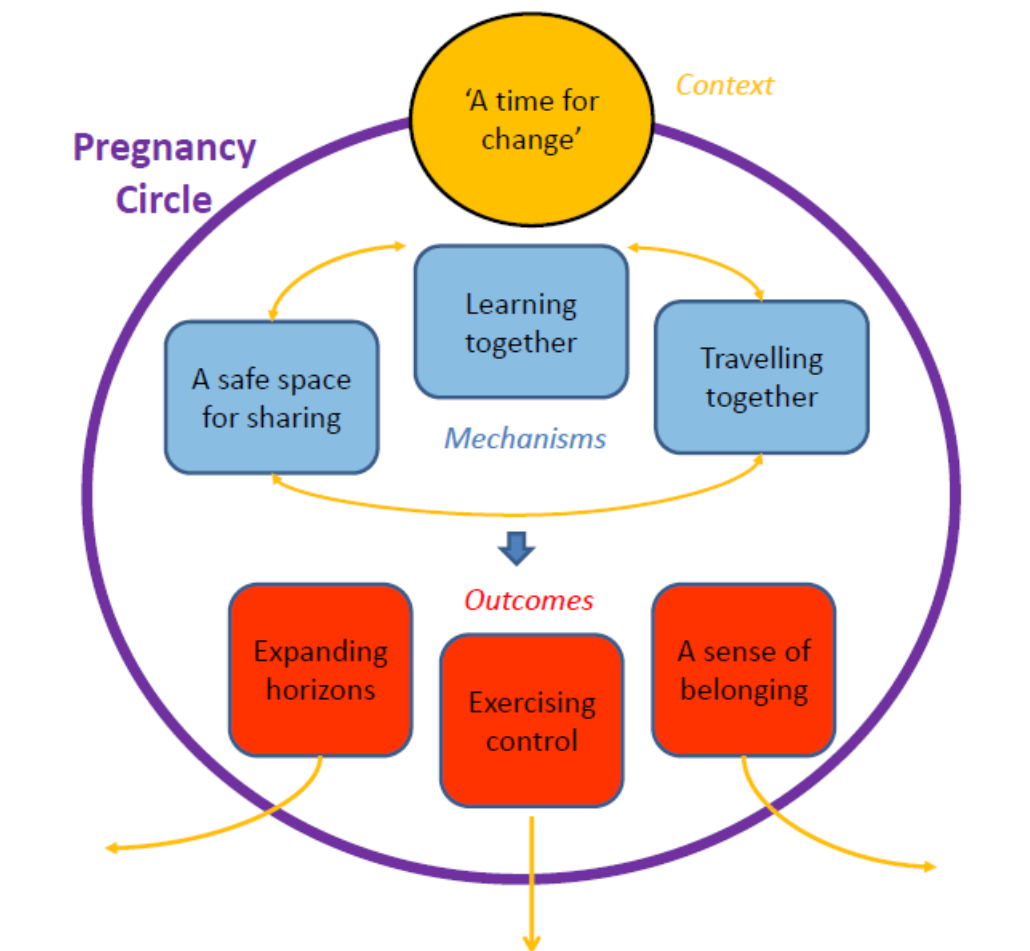 ‘A time for
change’
Context
Pregnancy
Circle
Learning
together
A safe space
for sharing
Travelling
together
Mechanisms
Outcomes
Expanding
horizons
Exercising
control
A sense of
belonging